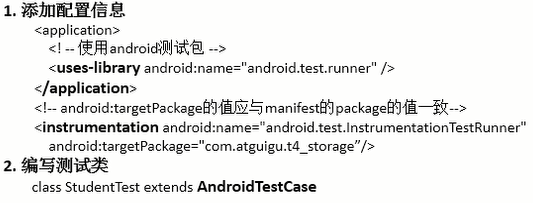 1. 添加配置信息
<application>
<! -- 使用android测试包 -->
<uses-library android:name="android.test.runner" />
</application>
<!-- android:targetPackage的值应与manifest的package的值一致-->
<instrumentation android:name="android.test.InstrumentationTestRunner"
android:targetPackage="com.atguigu.t4_storage”/>
2. 编写测试类
class StudentTest extends AndroidTestCase